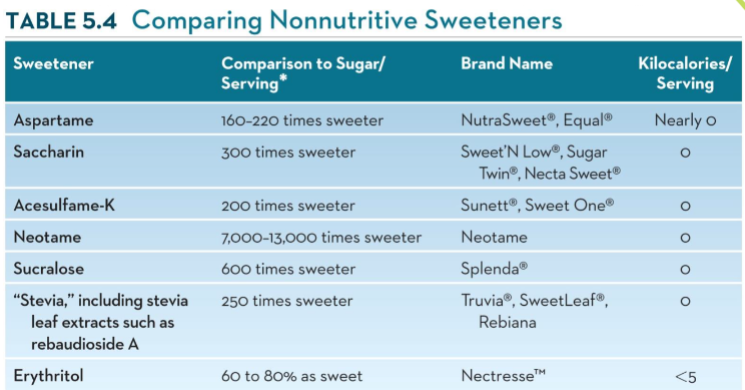 TABLE 5.4 Comparing Nonnutritive Sweeteners
Sweetener Comparison to Sugar/ Serving* Brand Name Kilocalories/ Serving
Aspartame 160–220 times sweeter NutraSweet®, Equal® Nearly 0
Saccharin 300 times sweeter Sweet'N Low®, Sugar Twin®, Necta Sweet® 0
Acesulfame-K 200 times sweeter Sunett®, Sweet One® 0
Neotame 7,000–13,000 times sweeter Neotame 0
Sucralose 600 times sweeter Splenda® 0
“Stevia,” including stevia leaf extracts such as rebaudioside A 250 times sweeter Truvia®, SweetLeaf®, Rebiana 0
Erythritol 60 to 80% as sweet Nectresse™ <5